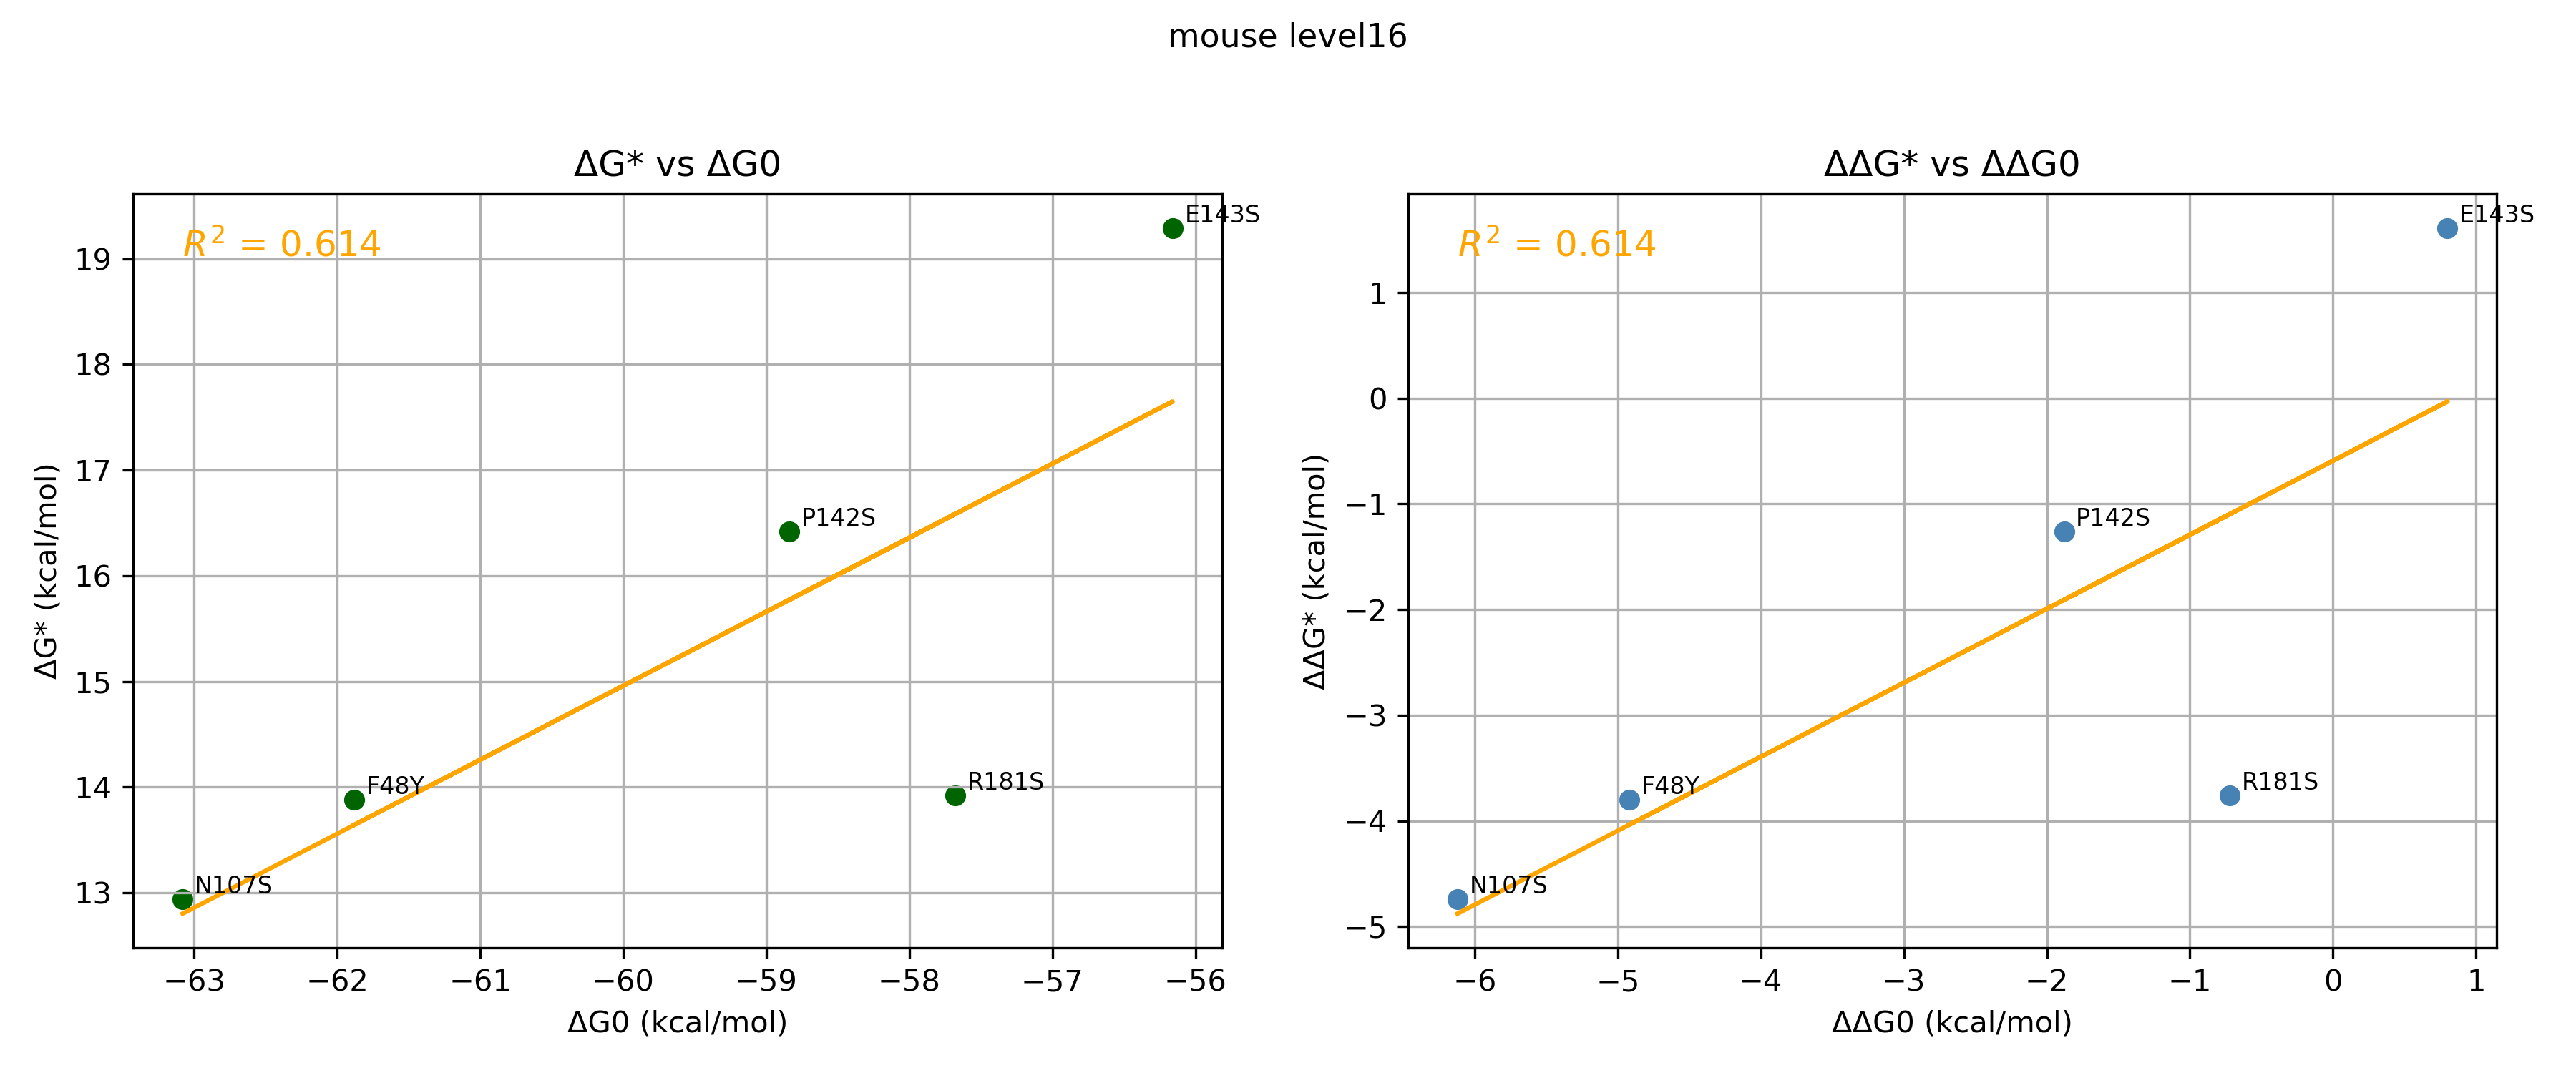 mouse level16
ΔG* vs ΔG0
R² = 0.614
E143S
P142S
R181S
F48Y
N107S
19
18
17
16
15
14
13
ΔG* (kcal/mol)
−63 −62 −61 −60 −59 −58 −57 −56
ΔG0 (kcal/mol)
ΔΔG* vs ΔΔG0
R² = 0.614
E143S
P142S
R181S
F48Y
N107S
1
0
−1
−2
−3
−4
−5
ΔΔG* (kcal/mol)
−6 −5 −4 −3 −2 −1 0 1
ΔΔG0 (kcal/mol)